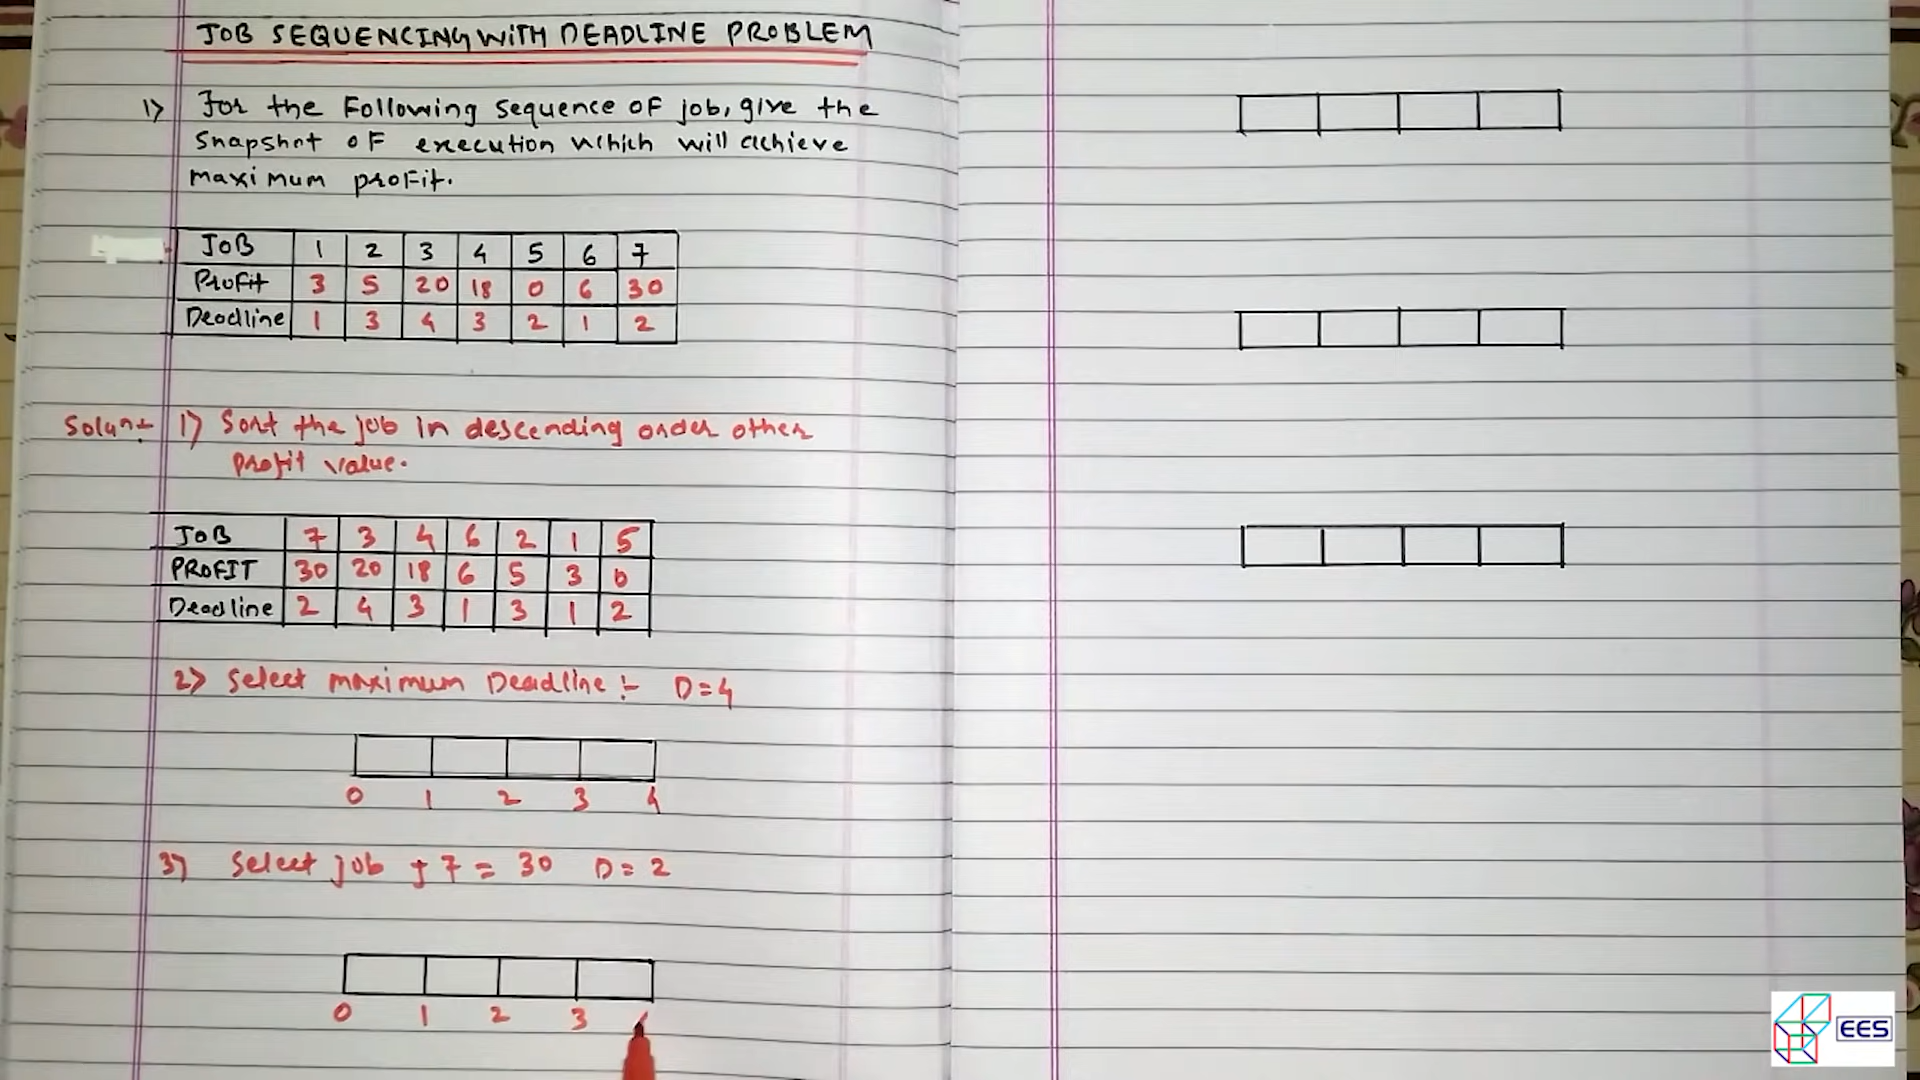 JOB SEQUENCING WITH DEADLINE PROBLEM
1) For the Following sequence OF job, give the
snapshot OF execution which will achieve
maximum profit.
JOB 1 2 3 4 5 6 7
Profit 3 5 20 18 0 6 30
Deadline 1 3 4 3 2 1 2
Soln:- 1) Sort the job in descending order other
profit value.
JOB 7 3 4 6 2 1 5
PROFIT 30 20 18 6 5 3 0
Deadline 2 4 3 1 3 1 2
2) Select maximum Deadline :- D=4
0 1 2 3 4
3) Select job J7 = 30 D=2
0 1 2 3
EES